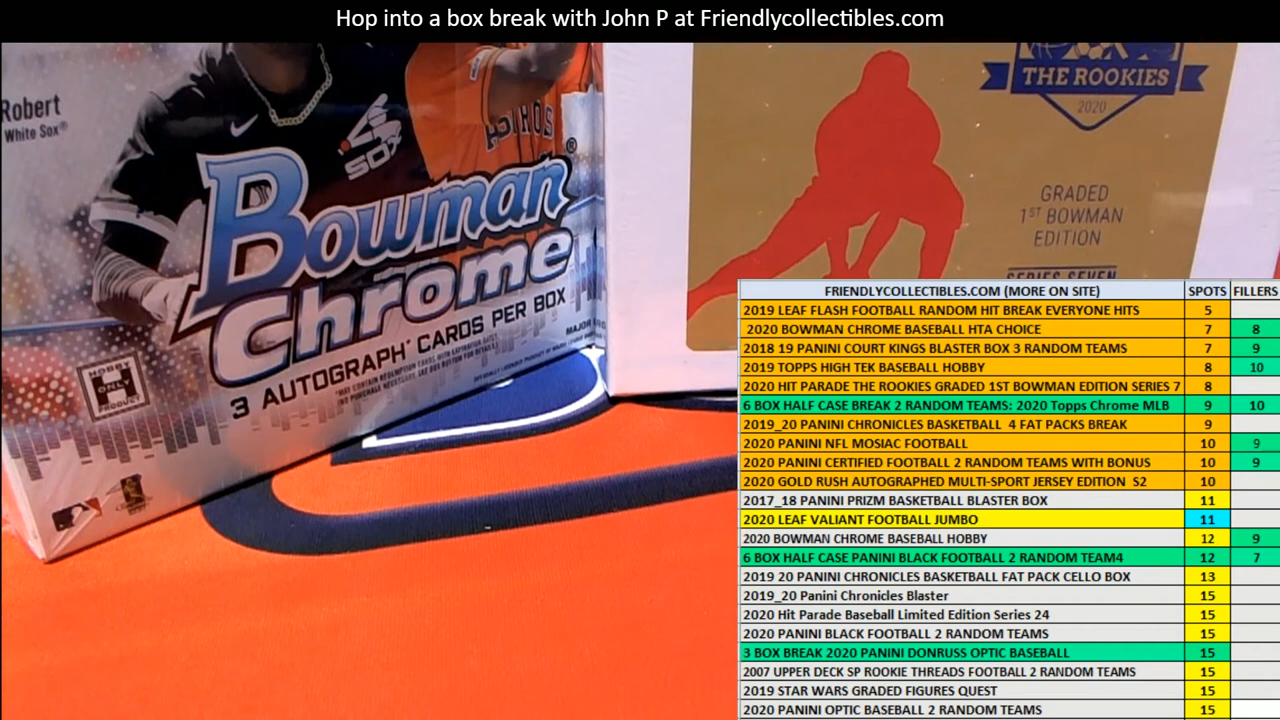 Hop into a box break with John P at Friendlycollectibles.com
Robert
White Sox®
SOX
ASTROS
Bowman®
Chrome
3 AUTOGRAPH* CARDS PER BOX
HOBBY
ONLY
PRODUCT
THE ROOKIES
2020
GRADED
1ST BOWMAN
EDITION
SERIES SEVEN
FRIENDLYCOLLECTIBLES.COM (MORE ON SITE) SPOTS FILLERS
2019 LEAF FLASH FOOTBALL RANDOM HIT BREAK EVERYONE HITS 5
2020 BOWMAN CHROME BASEBALL HTA CHOICE 7 8
2018 19 PANINI COURT KINGS BLASTER BOX 3 RANDOM TEAMS 7 9
2019 TOPPS HIGH TEK BASEBALL HOBBY 8 10
2020 HIT PARADE THE ROOKIES GRADED 1ST BOWMAN EDITION SERIES 7 8
6 BOX HALF CASE BREAK 2 RANDOM TEAMS: 2020 Topps Chrome MLB 9 10
2019_20 PANINI CHRONICLES BASKETBALL 4 FAT PACKS BREAK 9
2020 PANINI NFL MOSIAC FOOTBALL 10 9
2020 PANINI CERTIFIED FOOTBALL 2 RANDOM TEAMS WITH BONUS 10 9
2020 GOLD RUSH AUTOGRAPHED MULTI-SPORT JERSEY EDITION S2 10
2017_18 PANINI PRIZM BASKETBALL BLASTER BOX 11
2020 LEAF VALIANT FOOTBALL JUMBO 11
2020 BOWMAN CHROME BASEBALL HOBBY 12 9
6 BOX HALF CASE PANINI BLACK FOOTBALL 2 RANDOM TEAM4 12 7
2019 20 PANINI CHRONICLES BASKETBALL FAT PACK CELLO BOX 13
2019_20 Panini Chronicles Blaster 15
2020 Hit Parade Baseball Limited Edition Series 24 15
2020 PANINI BLACK FOOTBALL 2 RANDOM TEAMS 15
3 BOX BREAK 2020 PANINI DONRUSS OPTIC BASEBALL 15
2007 UPPER DECK SP ROOKIE THREADS FOOTBALL 2 RANDOM TEAMS 15
2019 STAR WARS GRADED FIGURES QUEST 15
2020 PANINI OPTIC BASEBALL 2 RANDOM TEAMS 15